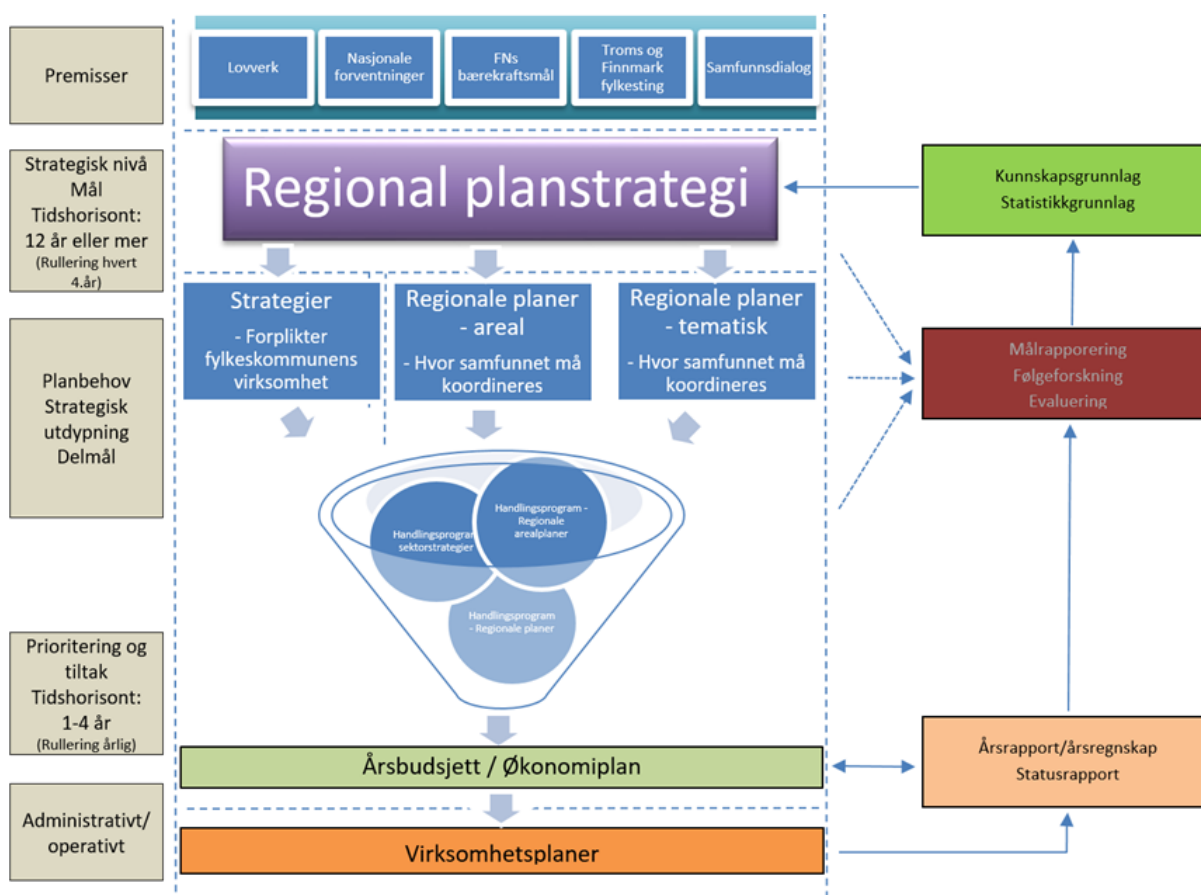 Premisser
Lovverk
Nasjonale
forventninger
FNs
bærekraftsmål
Troms og
Finnmark
fylkesting
Samfunnsdialog
Strategisk nivå
Mål
Tidshorisont:
12 år eller mer
(Rullering hvert
4.år)
Regional planstrategi
Kunnskapsgrunnlag
Statistikkgrunnlag
Planbehov
Strategisk
utdypning
Delmål
Strategier
- Forplikter
fylkeskommunens
virksomhet
Regionale planer
- areal
- Hvor samfunnet må
koordineres
Regionale planer
- tematisk
- Hvor samfunnet må
koordineres
Målrapporering
Følgeforskning
Evaluering
Handlingsprogram
sektorstrategier
Handlingsprogram -
Regionale
arealplaner
Handlingsprogram
- Regionale planer
Prioritering og
tiltak
Tidshorisont:
1-4 år
(Rullering årlig)
Årsbudsjett / Økonomiplan
Årsrapport/årsregnskap
Statusrapport
Administrativt/
operativt
Virksomhetsplaner